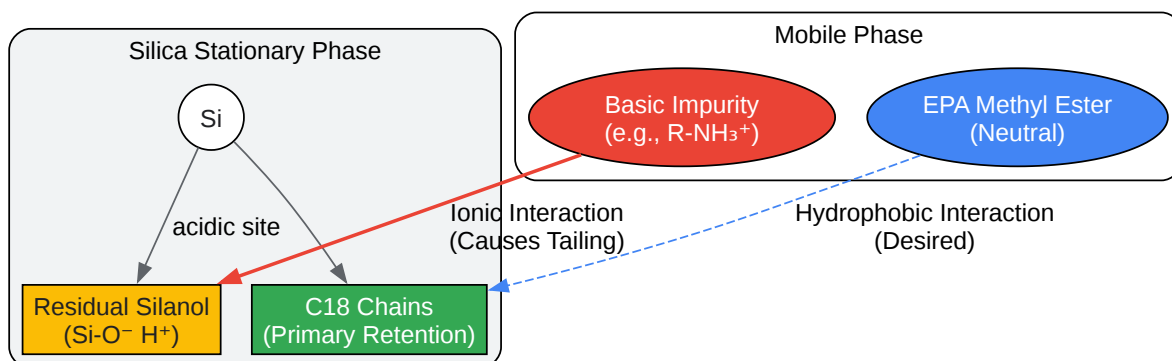 Silica Stationary Phase
Mobile Phase
Si
Basic Impurity
(e.g., R-NH₃⁺)
EPA Methyl Ester
(Neutral)
acidic site
Ionic Interaction
(Causes Tailing)
Hydrophobic Interaction
(Desired)
Residual Silanol
(Si-O⁻ H⁺)
C18 Chains
(Primary Retention)